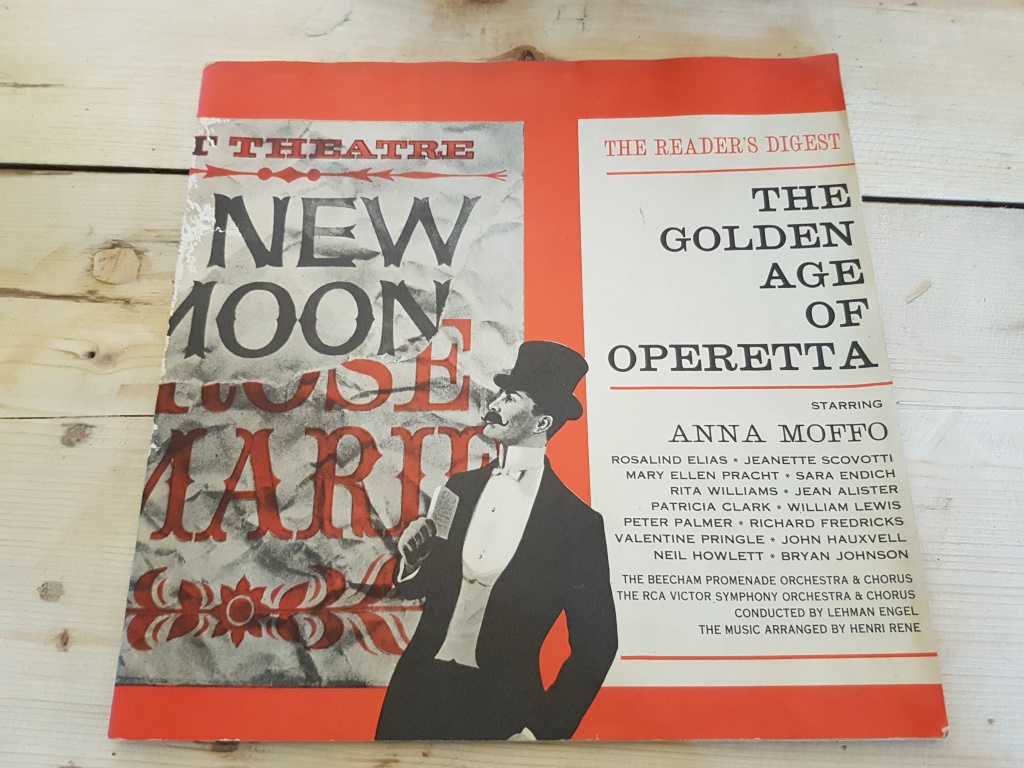 T THEATRE
NEW
MOON
ROSE
MARIE
THE READER'S DIGEST
THE
GOLDEN
AGE
OF
OPERETTA
STARRING
ANNA MOFFO
ROSALIND ELIAS * JEANETTE SCOVOTTI
MARY ELLEN PRACHT * SARA ENDICH
RITA WILLIAMS * JEAN ALISTER
PATRICIA CLARK * WILLIAM LEWIS
PETER PALMER * RICHARD FREDRICKS
VALENTINE PRINGLE * JOHN HAUXVELL
NEIL HOWLETT * BRYAN JOHNSON
THE BEECHAM PROMENADE ORCHESTRA & CHORUS
THE RCA VICTOR SYMPHONY ORCHESTRA & CHORUS
CONDUCTED BY LEHMAN ENGEL
THE MUSIC ARRANGED BY HENRI RENE